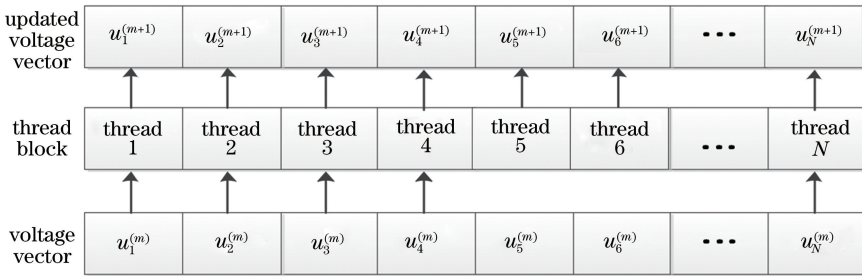 updated voltage vector
u_1^{(m+1)} u_2^{(m+1)} u_3^{(m+1)} u_4^{(m+1)} u_5^{(m+1)} u_6^{(m+1)} ... u_N^{(m+1)}
thread block
thread 1 thread 2 thread 3 thread 4 thread 5 thread 6 ... thread N
voltage vector
u_1^{(m)} u_2^{(m)} u_3^{(m)} u_4^{(m)} u_5^{(m)} u_6^{(m)} ... u_N^{(m)}